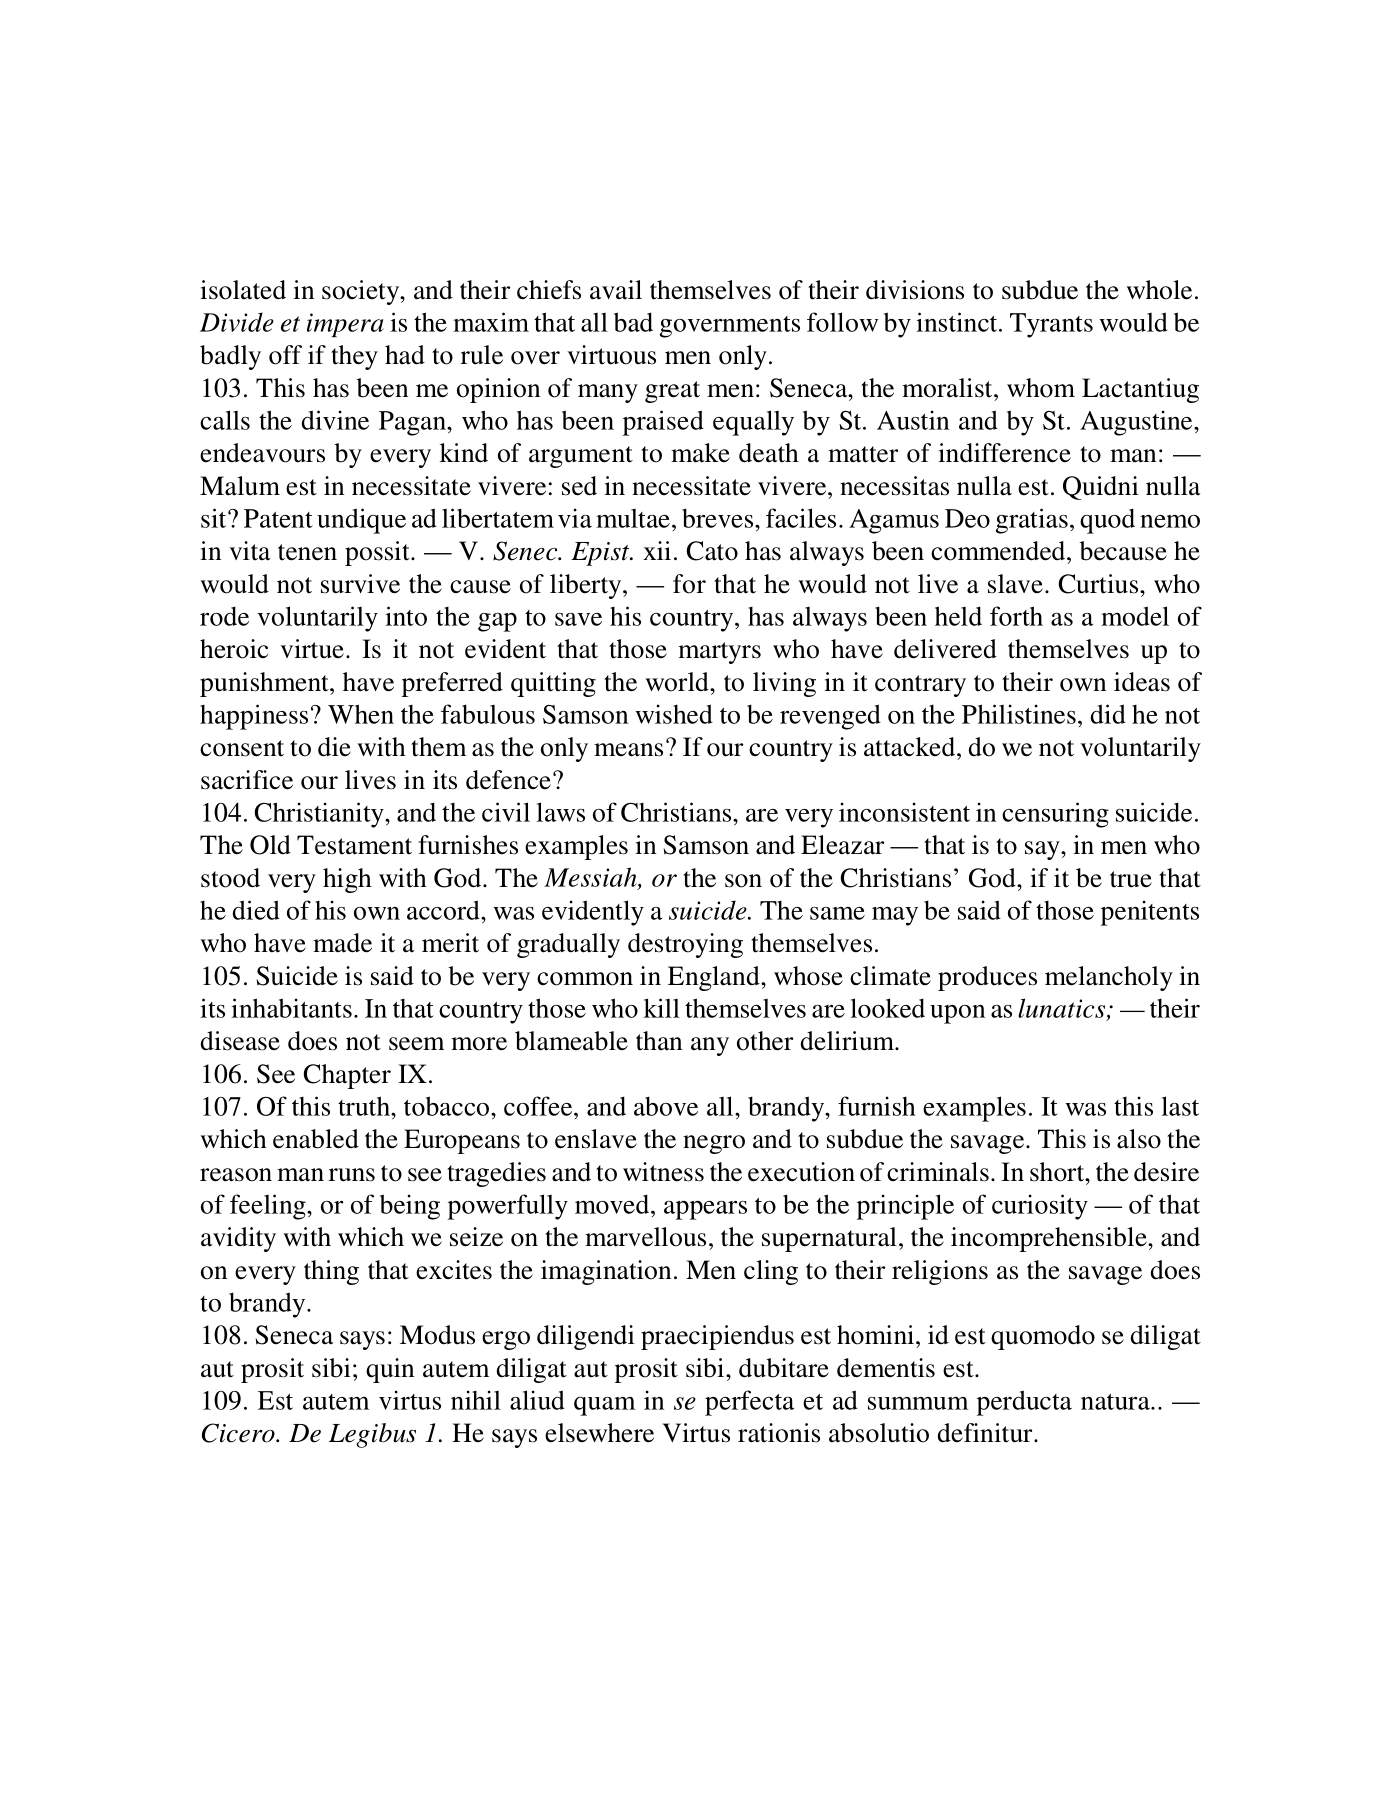 isolated in society, and their chiefs avail themselves of their divisions to subdue the whole.
Divide et impera is the maxim that all bad governments follow by instinct. Tyrants would be
badly off if they had to rule over virtuous men only.
103. This has been me opinion of many great men: Seneca, the moralist, whom Lactantiug
calls the divine Pagan, who has been praised equally by St. Austin and by St. Augustine,
endeavours by every kind of argument to make death a matter of indifference to man: —
Malum est in necessitate vivere: sed in necessitate vivere, necessitas nulla est. Quidni nulla
sit? Patent undique ad libertatem via multae, breves, faciles. Agamus Deo gratias, quod nemo
in vita tenen possit. — V. Senec. Epist. xii. Cato has always been commended, because he
would not survive the cause of liberty, — for that he would not live a slave. Curtius, who
rode voluntarily into the gap to save his country, has always been held forth as a model of
heroic virtue. Is it not evident that those martyrs who have delivered themselves up to
punishment, have preferred quitting the world, to living in it contrary to their own ideas of
happiness? When the fabulous Samson wished to be revenged on the Philistines, did he not
consent to die with them as the only means? If our country is attacked, do we not voluntarily
sacrifice our lives in its defence?
104. Christianity, and the civil laws of Christians, are very inconsistent in censuring suicide.
The Old Testament furnishes examples in Samson and Eleazar — that is to say, in men who
stood very high with God. The Messiah, or the son of the Christians’ God, if it be true that
he died of his own accord, was evidently a suicide. The same may be said of those penitents
who have made it a merit of gradually destroying themselves.
105. Suicide is said to be very common in England, whose climate produces melancholy in
its inhabitants. In that country those who kill themselves are looked upon as lunatics; — their
disease does not seem more blameable than any other delirium.
106. See Chapter IX.
107. Of this truth, tobacco, coffee, and above all, brandy, furnish examples. It was this last
which enabled the Europeans to enslave the negro and to subdue the savage. This is also the
reason man runs to see tragedies and to witness the execution of criminals. In short, the desire
of feeling, or of being powerfully moved, appears to be the principle of curiosity — of that
avidity with which we seize on the marvellous, the supernatural, the incomprehensible, and
on every thing that excites the imagination. Men cling to their religions as the savage does
to brandy.
108. Seneca says: Modus ergo diligendi praecipiendus est homini, id est quomodo se diligat
aut prosit sibi; quin autem diligat aut prosit sibi, dubitare dementis est.
109. Est autem virtus nihil aliud quam in se perfecta et ad summum perducta natura.. —
Cicero. De Legibus 1. He says elsewhere Virtus rationis absolutio definitur.